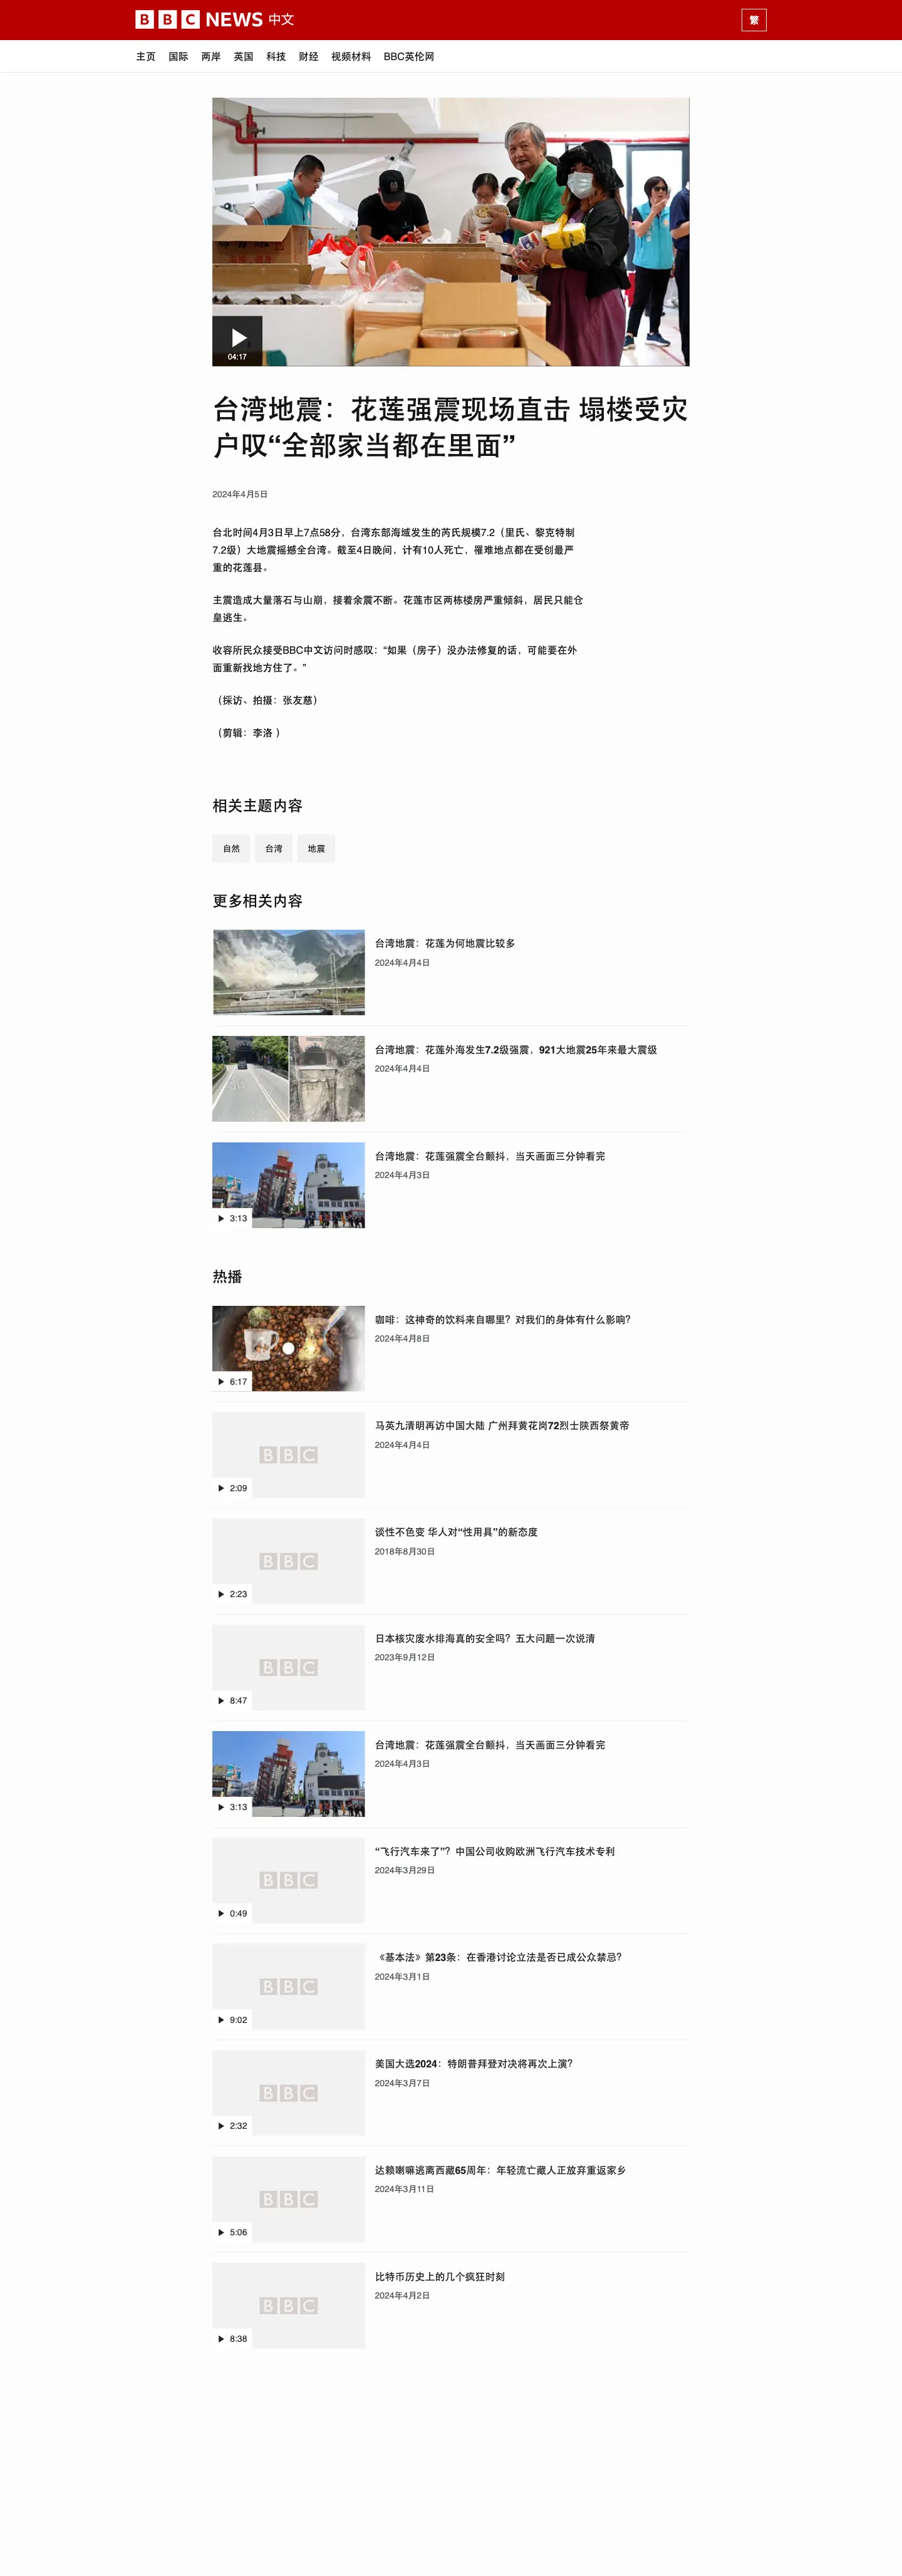 BBC NEWS 中文
繁
主页 国际 两岸 英国 科技 财经 视频材料 BBC英伦网
04:17
台湾地震：花莲强震现场直击 塌楼受灾
户叹“全部家当都在里面”
2024年4月5日
台北时间4月3日早上7点58分，台湾东部海域发生的芮氏规模7.2（里氏、黎克特制
7.2级）大地震摇撼全台湾。截至4日晚间，计有10人死亡，罹难地点都在受创最严
重的花莲县。
主震造成大量落石与山崩，接着余震不断。花莲市区两栋楼房严重倾斜，居民只能仓
皇逃生。
收容所民众接受BBC中文访问时感叹：“如果（房子）没办法修复的话，可能要在外
面重新找地方住了。”
（採访、拍摄：张友慈）
（剪辑：李洛 ）
相关主题内容
自然 台湾 地震
更多相关内容
台湾地震：花莲为何地震比较多
2024年4月4日
台湾地震：花莲外海发生7.2级强震，921大地震25年来最大震级
2024年4月4日
台湾地震：花莲强震全台颤抖，当天画面三分钟看完
2024年4月3日
3:13
热播
咖啡：这神奇的饮料来自哪里？对我们的身体有什么影响？
2024年4月8日
6:17
马英九清明再访中国大陆 广州拜黄花岗72烈士陕西祭黄帝
2024年4月4日
BBC
2:09
谈性不色变 华人对“性用具”的新态度
2018年8月30日
BBC
2:23
日本核灾废水排海真的安全吗？五大问题一次说清
2023年9月12日
BBC
8:47
台湾地震：花莲强震全台颤抖，当天画面三分钟看完
2024年4月3日
3:13
“飞行汽车来了”？中国公司收购欧洲飞行汽车技术专利
2024年3月29日
BBC
0:49
《基本法》第23条：在香港讨论立法是否已成公众禁忌？
2024年3月1日
BBC
9:02
美国大选2024：特朗普拜登对决将再次上演？
2024年3月7日
BBC
2:32
达赖喇嘛逃离西藏65周年：年轻流亡藏人正放弃重返家乡
2024年3月11日
BBC
5:06
比特币历史上的几个疯狂时刻
2024年4月2日
BBC
8:38